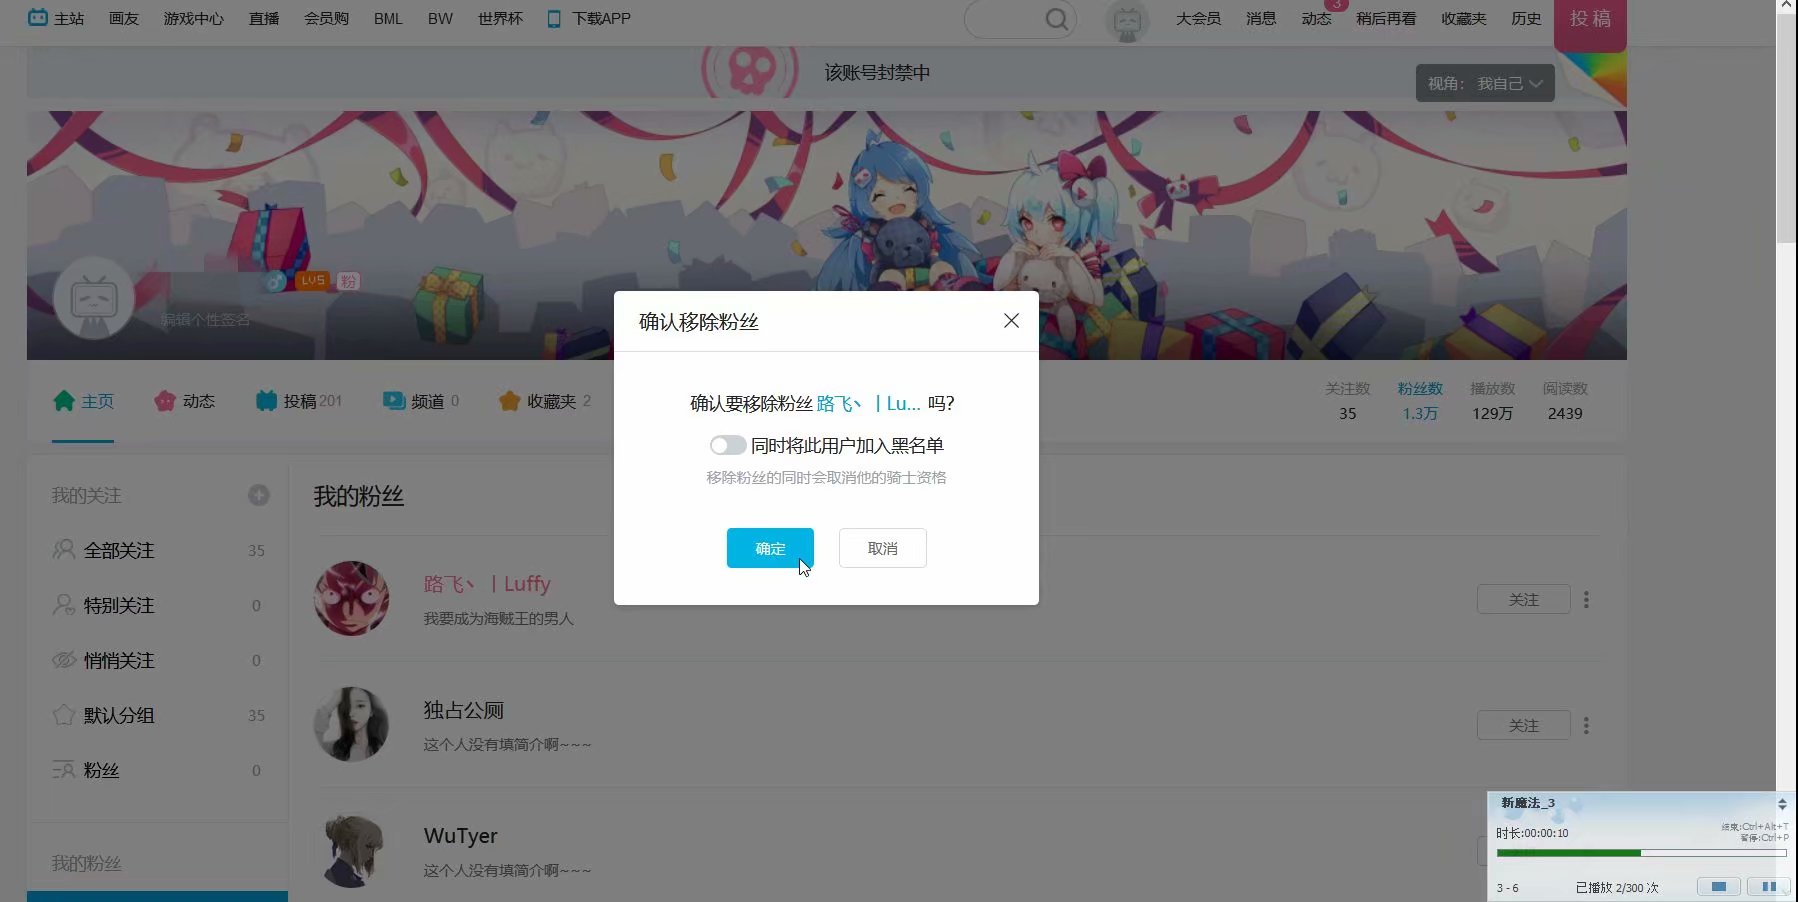 主站 画友 游戏中心 直播 会员购 BML BW 世界杯 下载APP 大会员 消息 动态 3 稍后再看 收藏夹 历史 投稿
该账号封禁中
视角： 我自己
LV5 粉
编辑个性签名
确认移除粉丝
主页 动态 投稿 201 频道 0 收藏夹 2
关注数 粉丝数 播放数 阅读数
35 1.3万 129万 2439
确认要移除粉丝 路飞丶丨Lu... 吗?
同时将此用户加入黑名单
移除粉丝的同时会取消他的骑士资格
确定 取消
我的关注
全部关注 35
特别关注 0
悄悄关注 0
默认分组 35
粉丝 0
我的粉丝
我的粉丝
路飞丶丨Luffy
我要成为海贼王的男人
关注
独占公厕
这个人没有填简介啊~~~
关注
WuTyer
这个人没有填简介啊~~~
新魔法_3
时长:00:00:10
结束:Ctrl+Alt+T
暂停:Ctrl+P
3 - 6 已播放 2/300 次